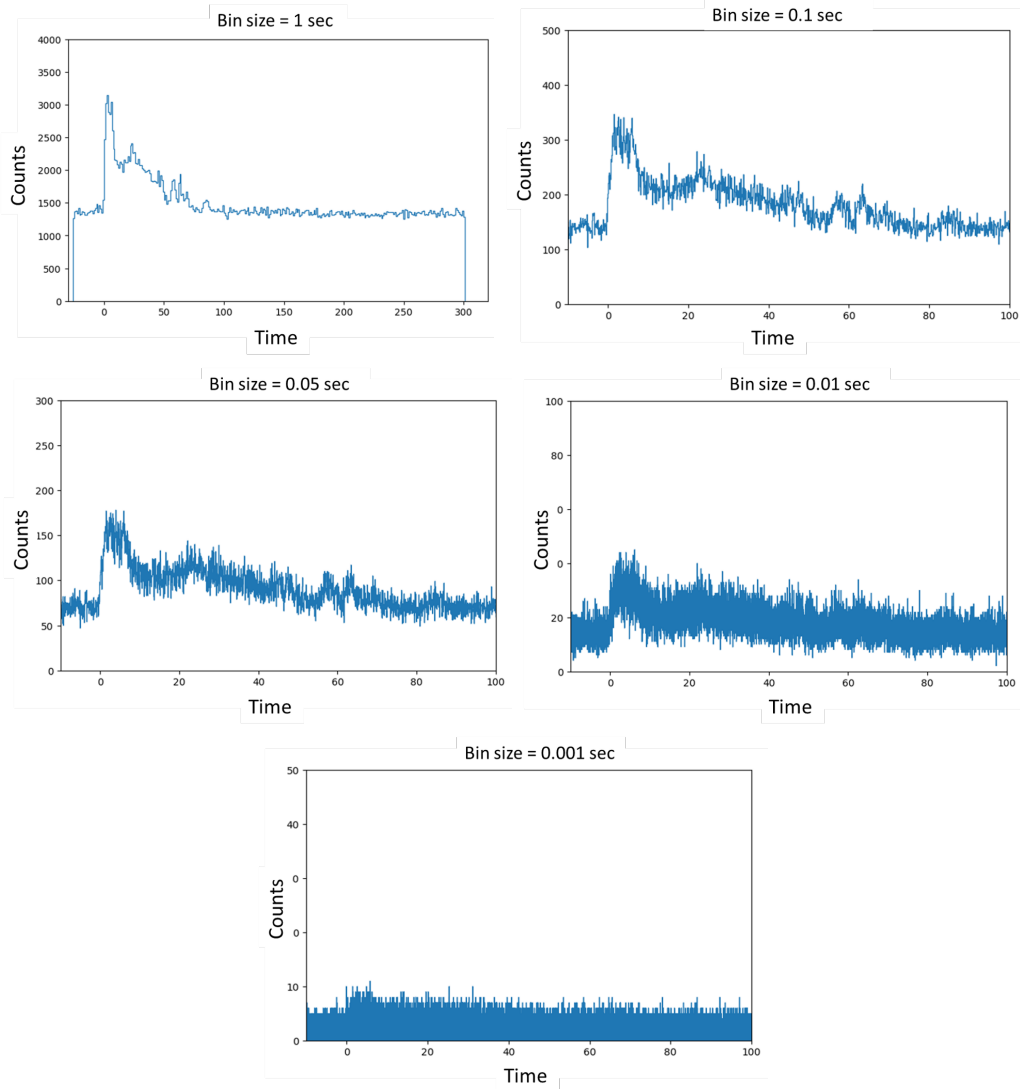 Bin size = 1 sec
4000
3500
3000
2500
2000
1500
1000
500
0
Counts
0 50 100 150 200 250 300
Time
Bin size = 0.1 sec
500
400
300
200
100
0
Counts
0 20 40 60 80 100
Time
Bin size = 0.05 sec
300
250
200
150
100
50
0
Counts
0 20 40 60 80 100
Time
Bin size = 0.01 sec
100
80
0
0
20
0
Counts
0 20 40 60 80 100
Time
Bin size = 0.001 sec
50
40
0
0
10
0
Counts
0 20 40 60 80 100
Time